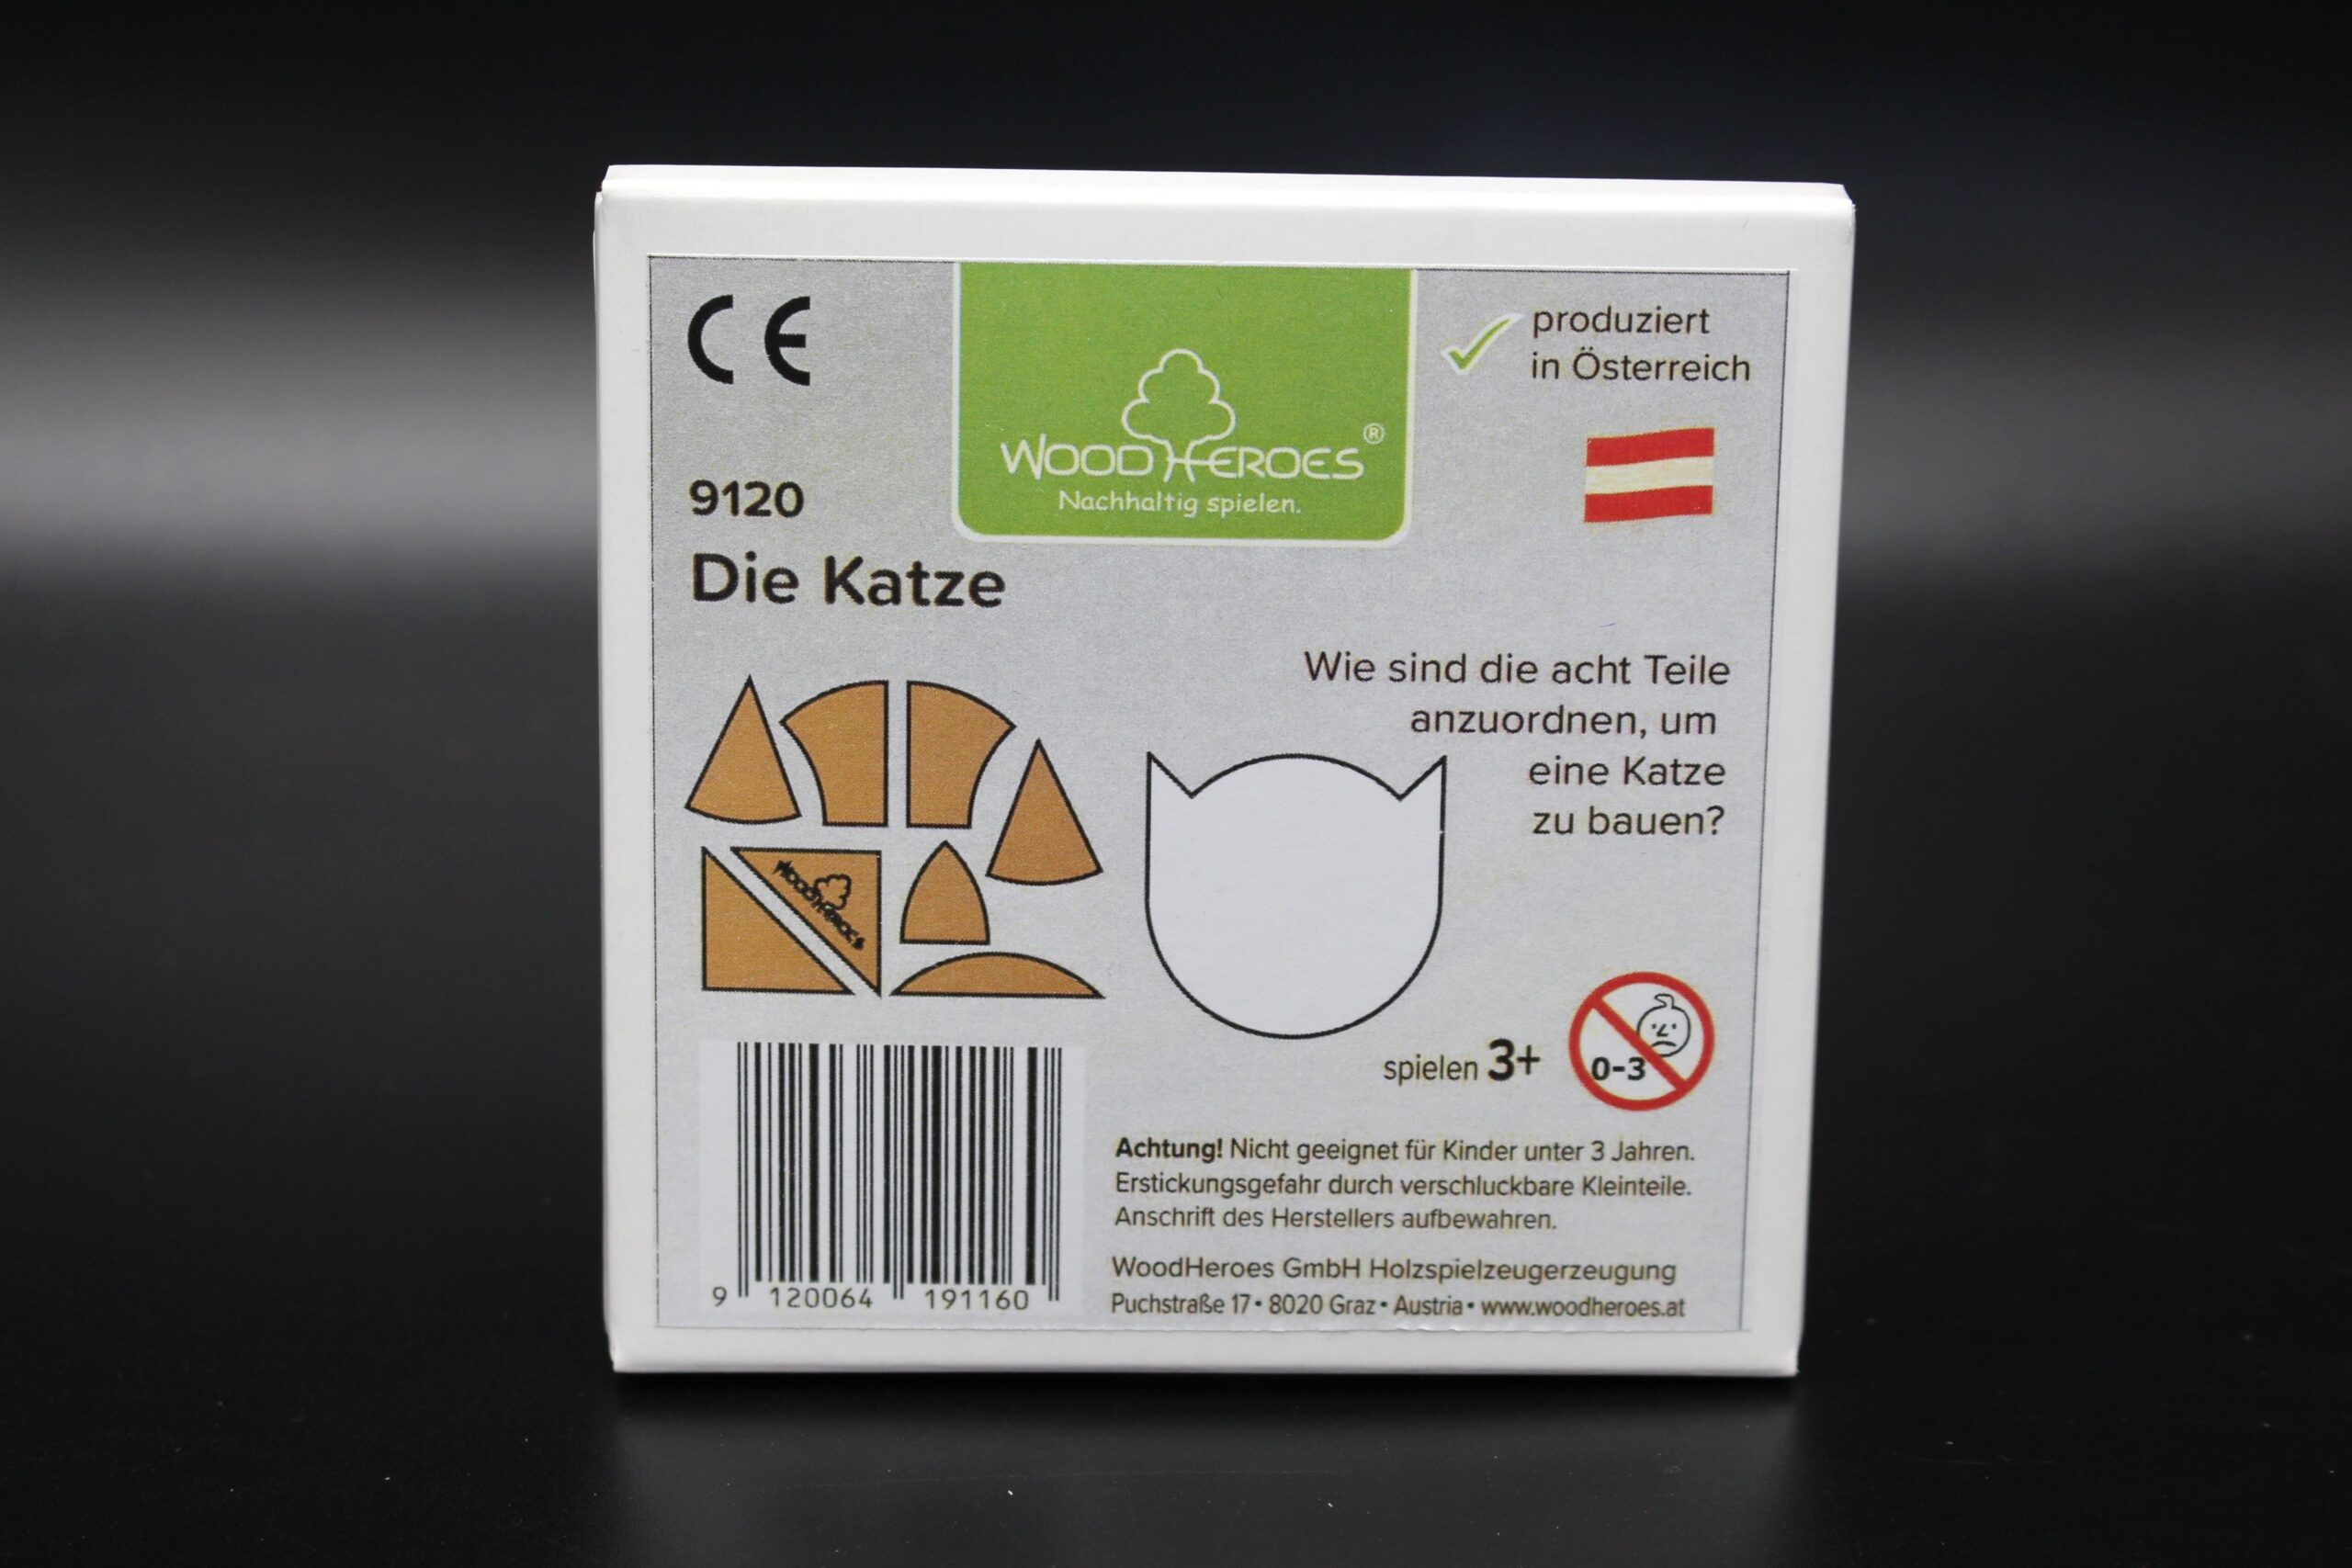 CE
WOODHEROES®
Nachhaltig spielen.
produziert
in Österreich
9120
Die Katze
Wie sind die acht Teile
anzuordnen, um
eine Katze
zu bauen?
WOODHEROES
spielen 3+
0-3
Achtung! Nicht geeignet für Kinder unter 3 Jahren.
Erstickungsgefahr durch verschluckbare Kleinteile.
Anschrift des Herstellers aufbewahren.
WoodHeroes GmbH Holzspielzeugerzeugung
Puchstraße 17 • 8020 Graz • Austria • www.woodheroes.at
9 120064 191160